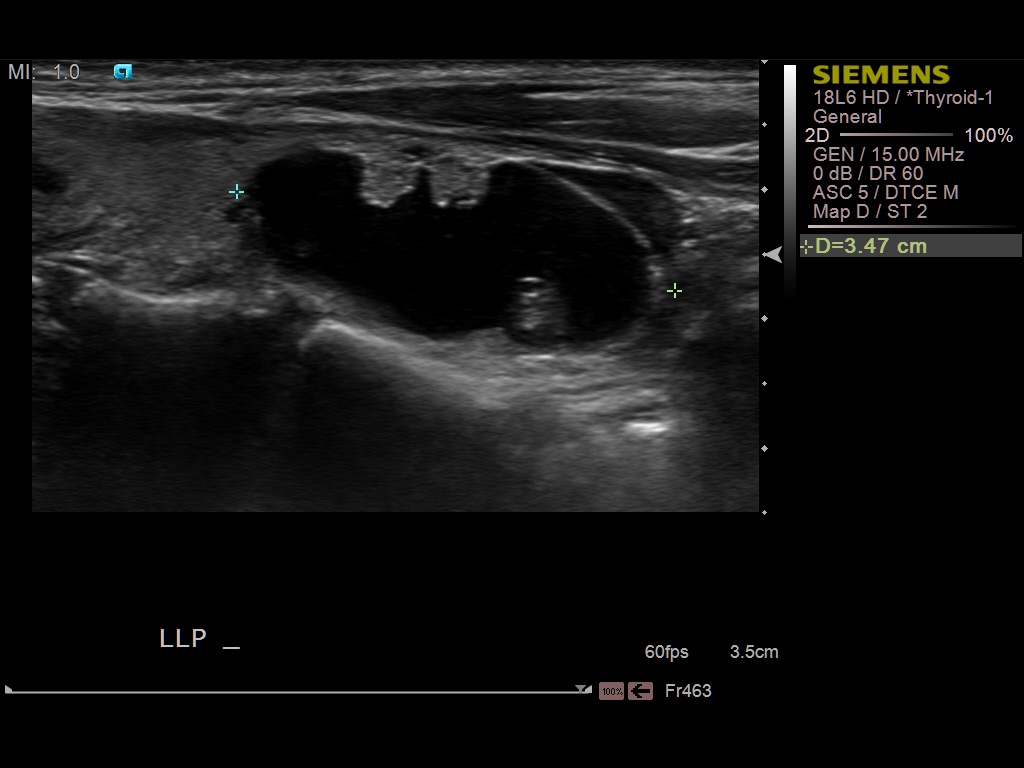 MI: 1.0
SIEMENS
18L6 HD / *Thyroid-1
General
2D 100%
GEN / 15.00 MHz
0 dB / DR 60
ASC 5 / DTCE M
Map D / ST 2
D=3.47 cm
LLP _
60fps 3.5cm
100% Fr463